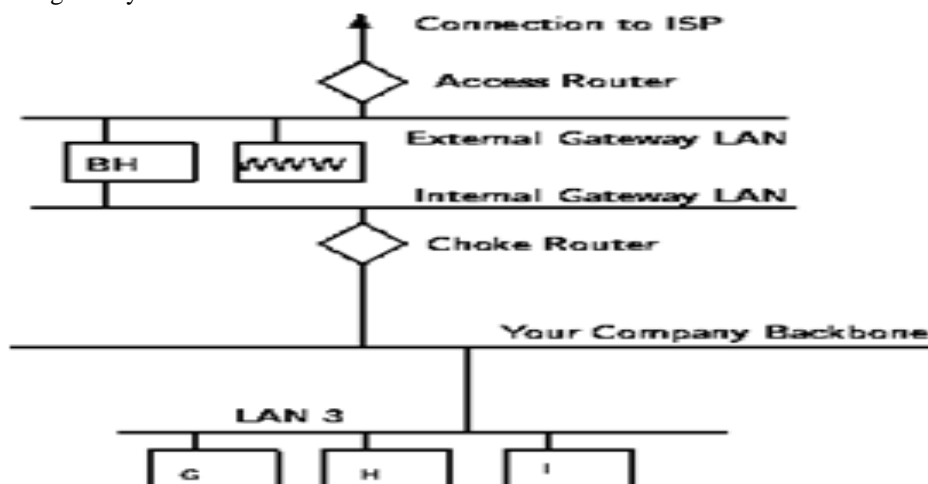 Connection to ISP
Access Router
External Gateway LAN
BH WWW
Internal Gateway LAN
Choke Router
Your Company Backbone
LAN 3
G H I